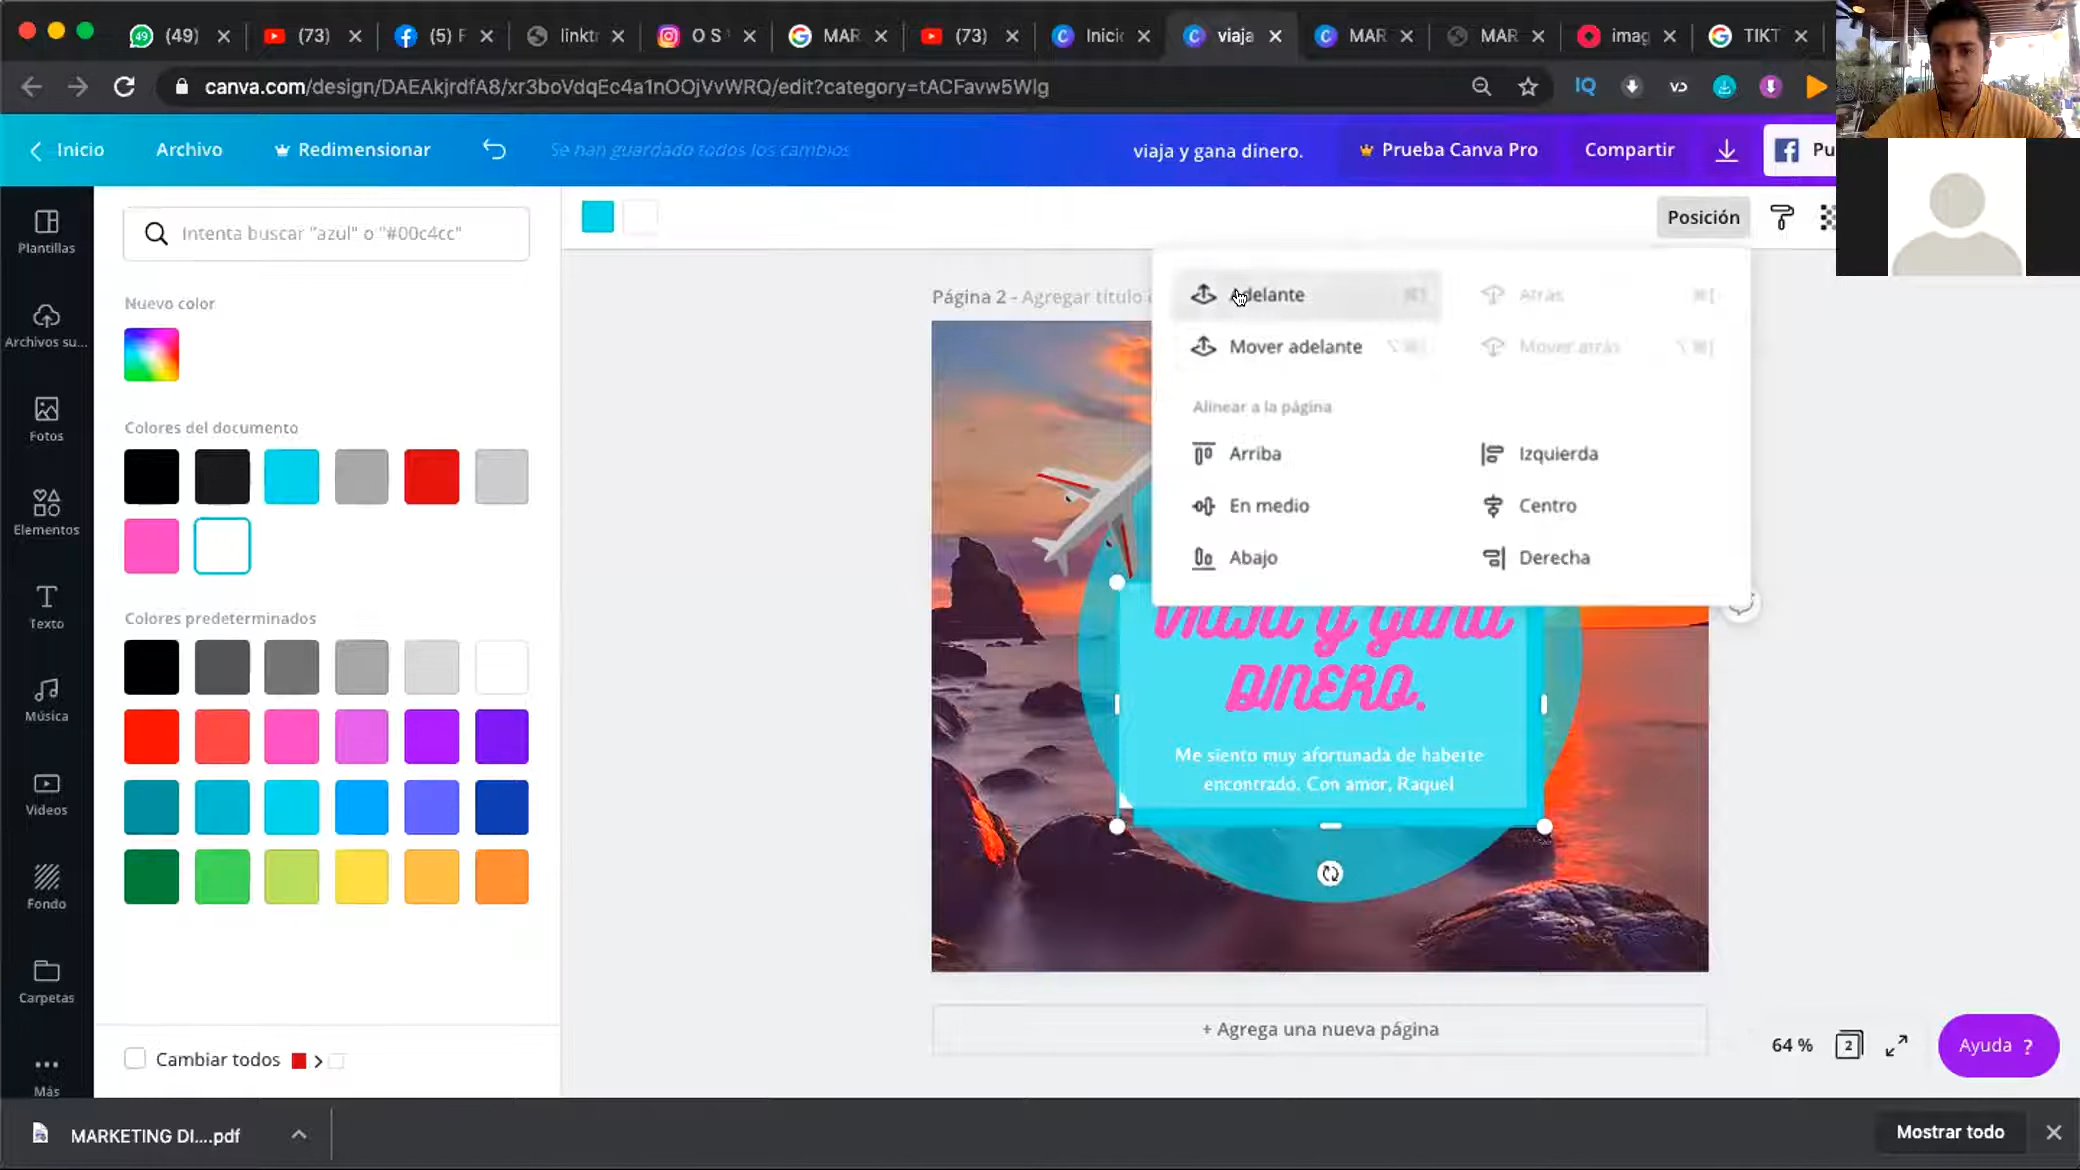 (49)
(73)
(5) F
linktr
O S
MAR
(73)
Inicio
viaja
MAR
MAR
imag
TIKT
canva.com/design/DAEAkjrdfA8/xr3boVdqEc4a1nOOjVvWRQ/edit?category=tACFavw5Wlg
IQ
Inicio
Archivo
Redimensionar
Se han guardado todos los cambios
viaja y gana dinero.
Prueba Canva Pro
Compartir
Pu
Plantillas
Archivos su...
Fotos
Elementos
Texto
Música
Videos
Fondo
Carpetas
Más
Intenta buscar "azul" o "#00c4cc"
Nuevo color
Colores del documento
Colores predeterminados
Cambiar todos
Posición
Página 2 - Agregar título
Adelante
Atrás
Mover adelante
Mover atrás
Alinear a la página
Arriba
Izquierda
En medio
Centro
Abajo
Derecha
VIAJA Y GANA
DINERO.
Me siento muy afortunada de haberte
encontrado. Con amor, Raquel
+ Agrega una nueva página
64 %
2
Ayuda ?
MARKETING DI....pdf
Mostrar todo